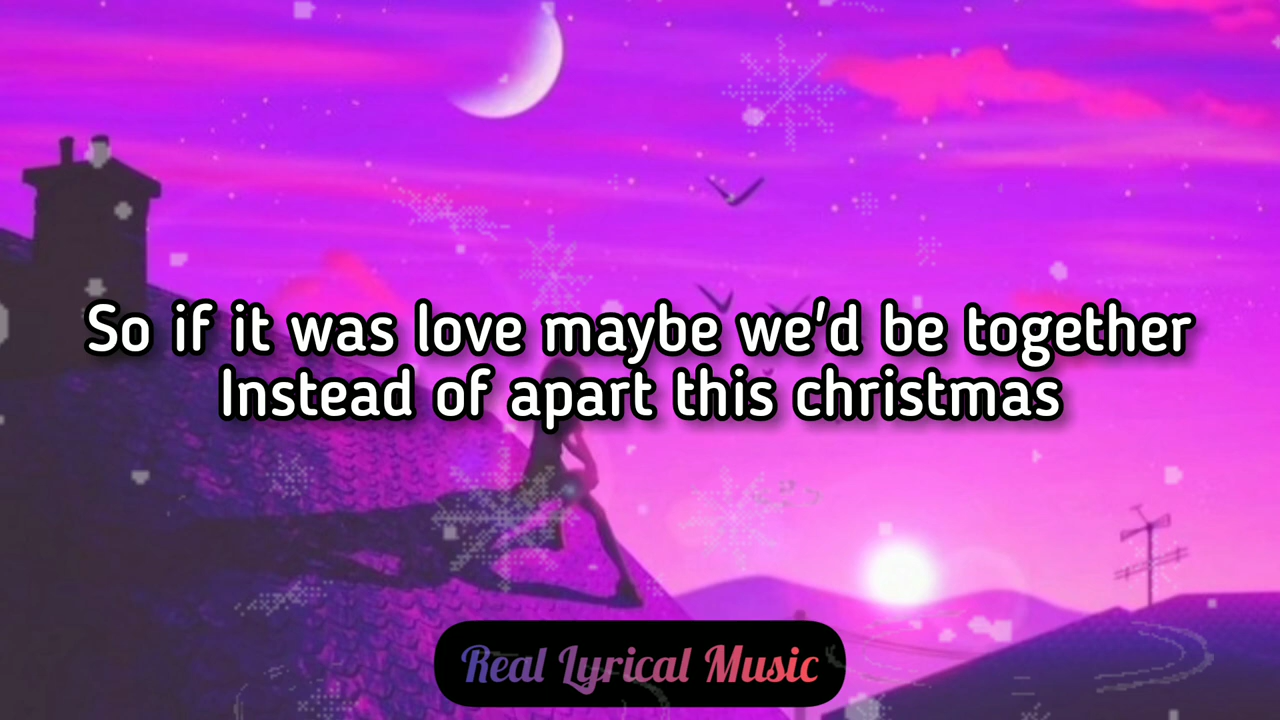 So if it was love maybe we'd be together
Instead of apart this christmas
Real Lyrical Music